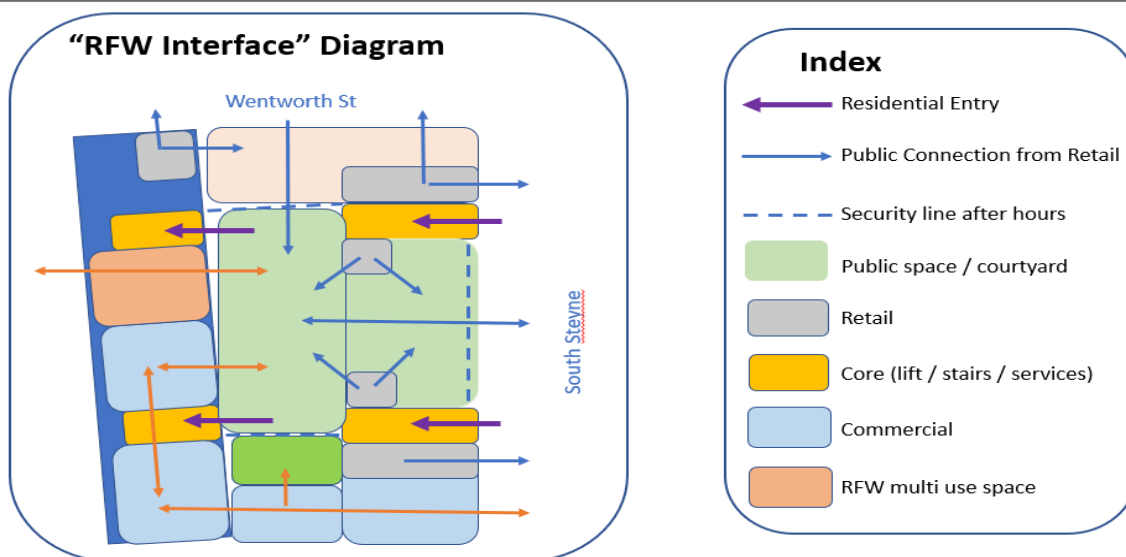 “RFW Interface” Diagram
Wentworth St
South Steyne
Index
Residential Entry
Public Connection from Retail
Security line after hours
Public space / courtyard
Retail
Core (lift / stairs / services)
Commercial
RFW multi use space